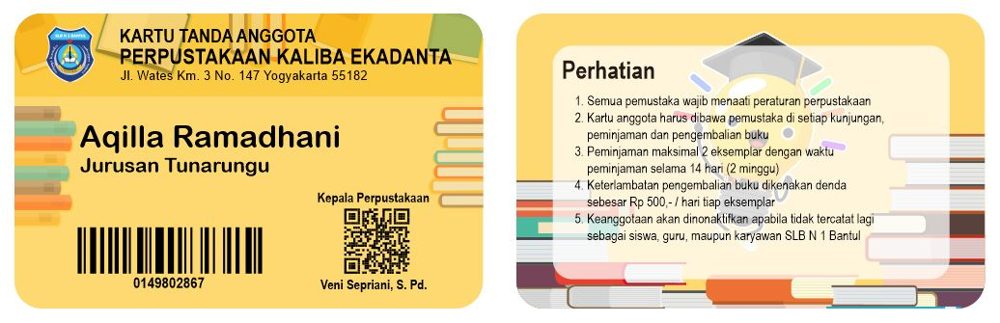 SLB N 1 BANTUL
KARTU TANDA ANGGOTA
PERPUSTAKAAN KALIBA EKADANTA
Jl. Wates Km. 3 No. 147 Yogyakarta 55182
Aqilla Ramadhani
Jurusan Tunarungu
Kepala Perpustakaan
0149802867
Veni Sepriani, S. Pd.
Perhatian
1. Semua pemustaka wajib menaati peraturan perpustakaan
2. Kartu anggota harus dibawa pemustaka di setiap kunjungan,
peminjaman dan pengembalian buku
3. Peminjaman maksimal 2 eksemplar dengan waktu
peminjaman selama 14 hari (2 minggu)
4. Keterlambatan pengembalian buku dikenakan denda
sebesar Rp 500,- / hari tiap eksemplar
5. Keanggotaan akan dinonaktifkan apabila tidak tercatat lagi
sebagai siswa, guru, maupun karyawan SLB N 1 Bantul